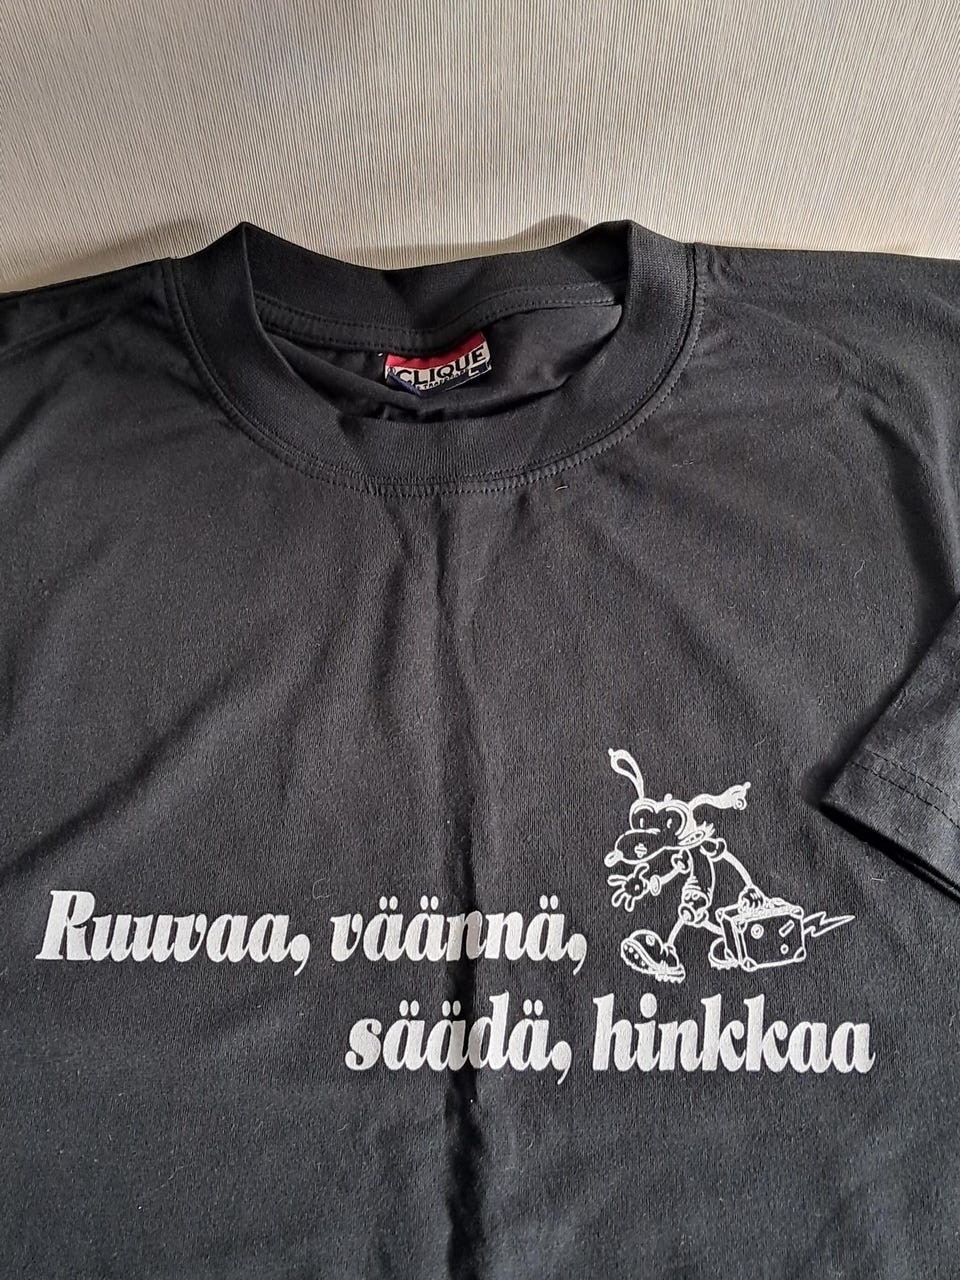 CLIQUE
Ruuvaa, väännä,
säädä, hinkkaa